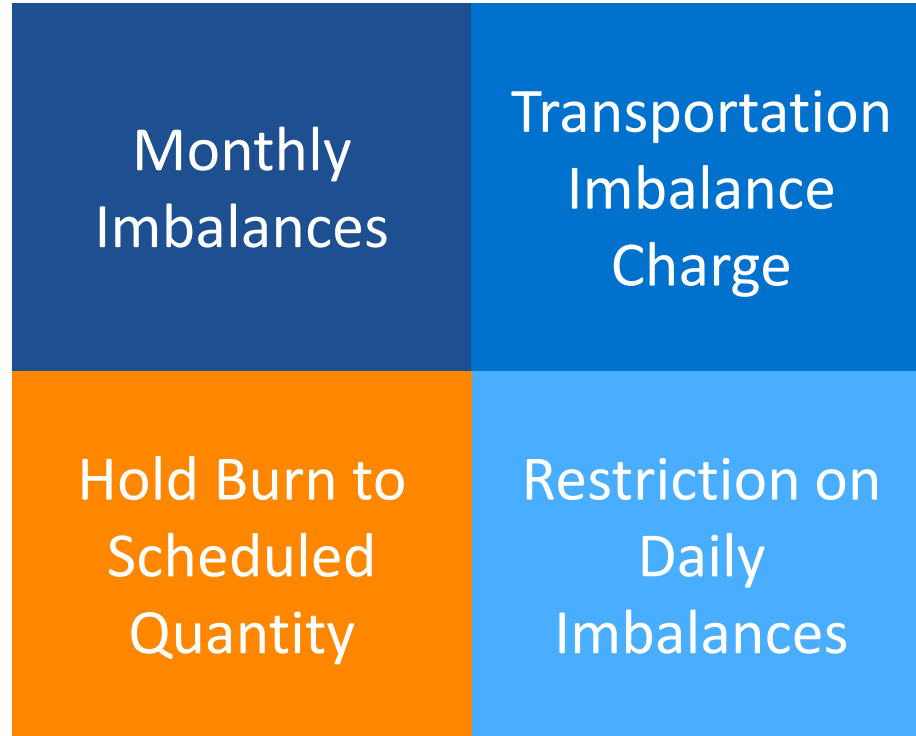 Monthly
Imbalances
Transportation
Imbalance
Charge
Hold Burn to
Scheduled
Quantity
Restriction on
Daily
Imbalances